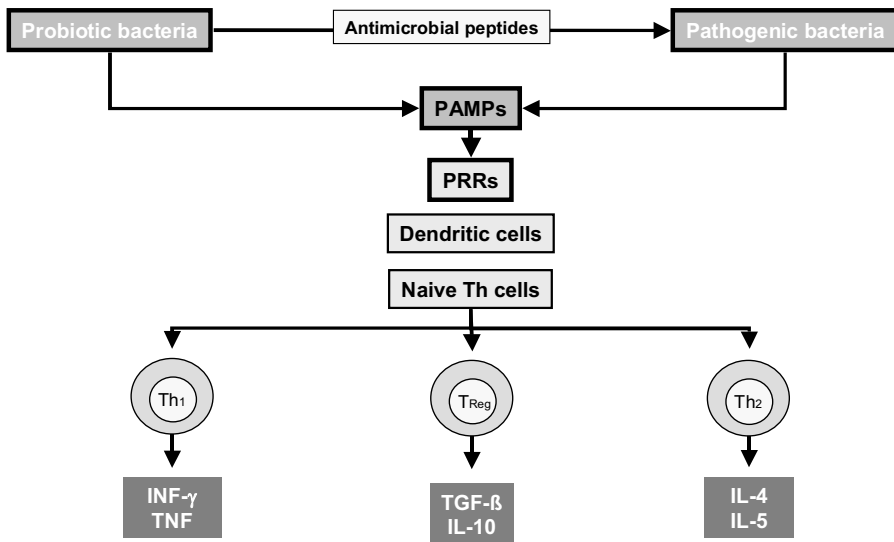 Probiotic bacteria
Antimicrobial peptides
Pathogenic bacteria
PAMPs
PRRs
Dendritic cells
Naive Th cells
Th1
TReg
Th2
INF-γ
TNF
TGF-ß
IL-10
IL-4
IL-5